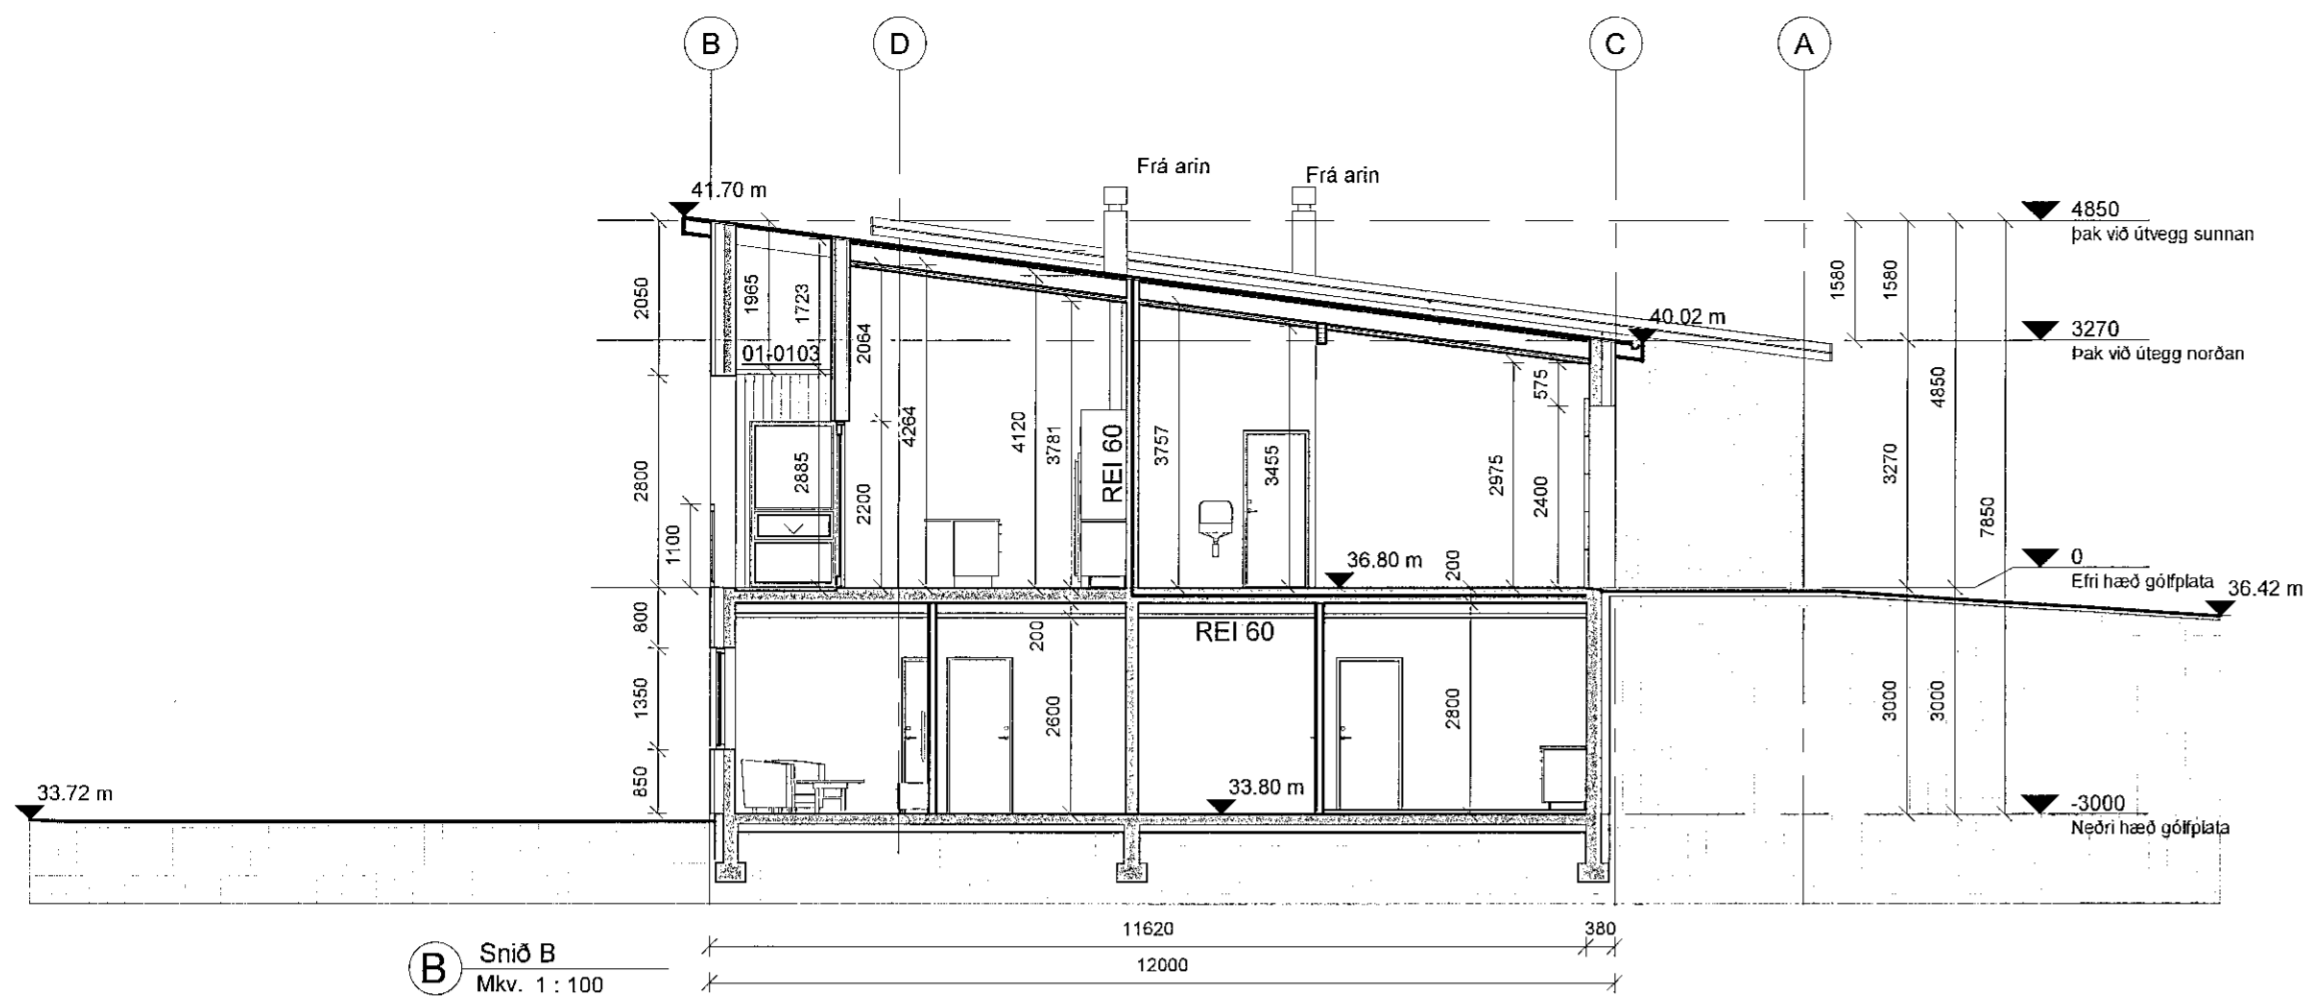 B
D
C
A
Frá arin
Frá arin
41.70 m
4850
þak við útvegg sunnan
1580
1580
2050
1965
1723
2064
40.02 m
3270
Þak við útegg norðan
01-0103
575
4850
4264
4120
3781
REI 60
3757
3455
2975
2400
3270
2800
2885
2200
7850
1100
36.80 m
200
0
Efri hæð gólfplata
36.42 m
800
200
REI 60
1350
2600
2800
3000
3000
850
33.72 m
33.80 m
-3000
Neðri hæð gólfplata
11620
380
12000
B
Snið B
Mkv. 1 : 100